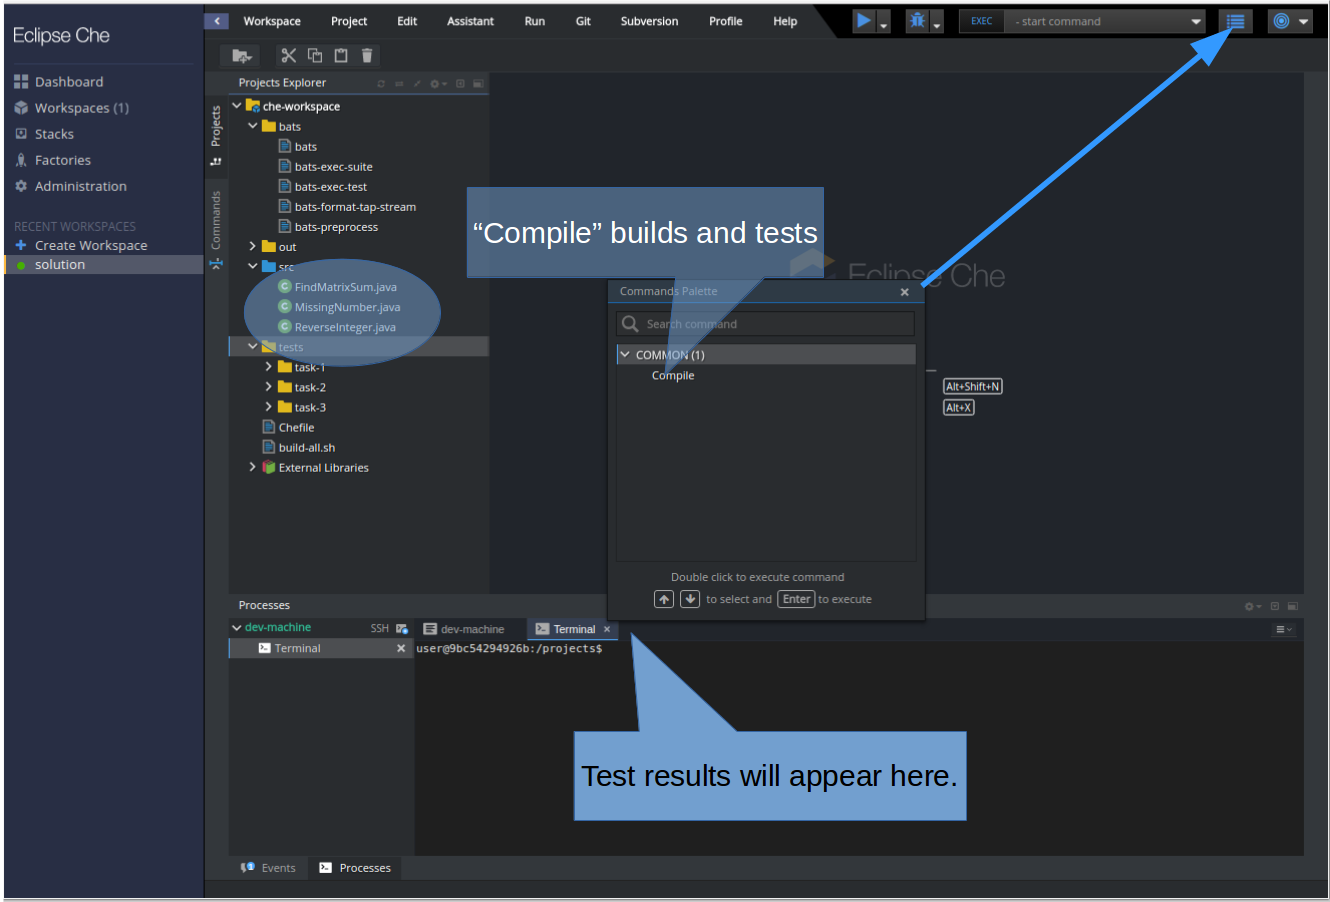 Eclipse Che
Dashboard
Workspaces (1)
Stacks
Factories
Administration
RECENT WORKSPACES
Create Workspace
solution
Workspace Project Edit Assistant Run Git Subversion Profile Help
EXEC - start command
Projects
Commands
Projects Explorer
che-workspace
bats
bats
bats-exec-suite
bats-exec-test
bats-format-tap-stream
bats-preprocess
out
src
FindMatrixSum.java
MissingNumber.java
ReverseInteger.java
tests
task-1
task-2
task-3
Chefile
build-all.sh
External Libraries
“Compile” builds and tests
Eclipse Che
Commands Palette
Search command
COMMON (1)
Compile
Double click to execute command
to select and Enter to execute
Alt+Shift+N
Alt+X
Processes
dev-machine SSH
Terminal
dev-machine Terminal
user@9bc54294926b:/projects$
Test results will appear here.
1 Events Processes